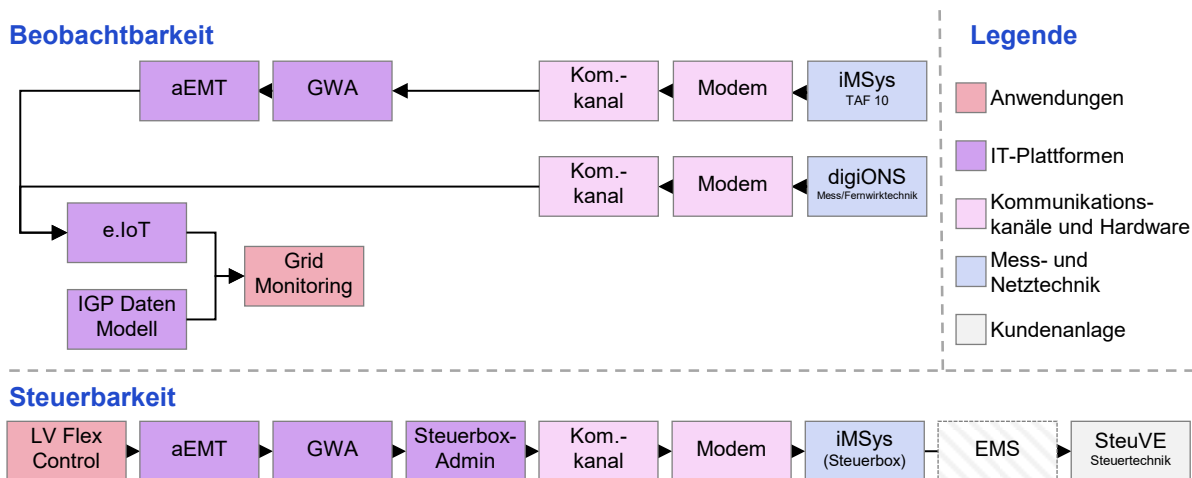 Beobachtbarkeit
aEMT
GWA
Kom.-
kanal
Modem
iMSys
TAF 10
Kom.-
kanal
Modem
digiONS
Mess/Fernwirktechnik
e.IoT
Grid
Monitoring
IGP Daten
Modell
Legende
Anwendungen
IT-Plattformen
Kommunikations-
kanäle und Hardware
Mess- und
Netztechnik
Kundenanlage
Steuerbarkeit
LV Flex
Control
aEMT
GWA
Steuerbox-
Admin
Kom.-
kanal
Modem
iMSys
(Steuerbox)
EMS
SteuVE
Steuertechnik